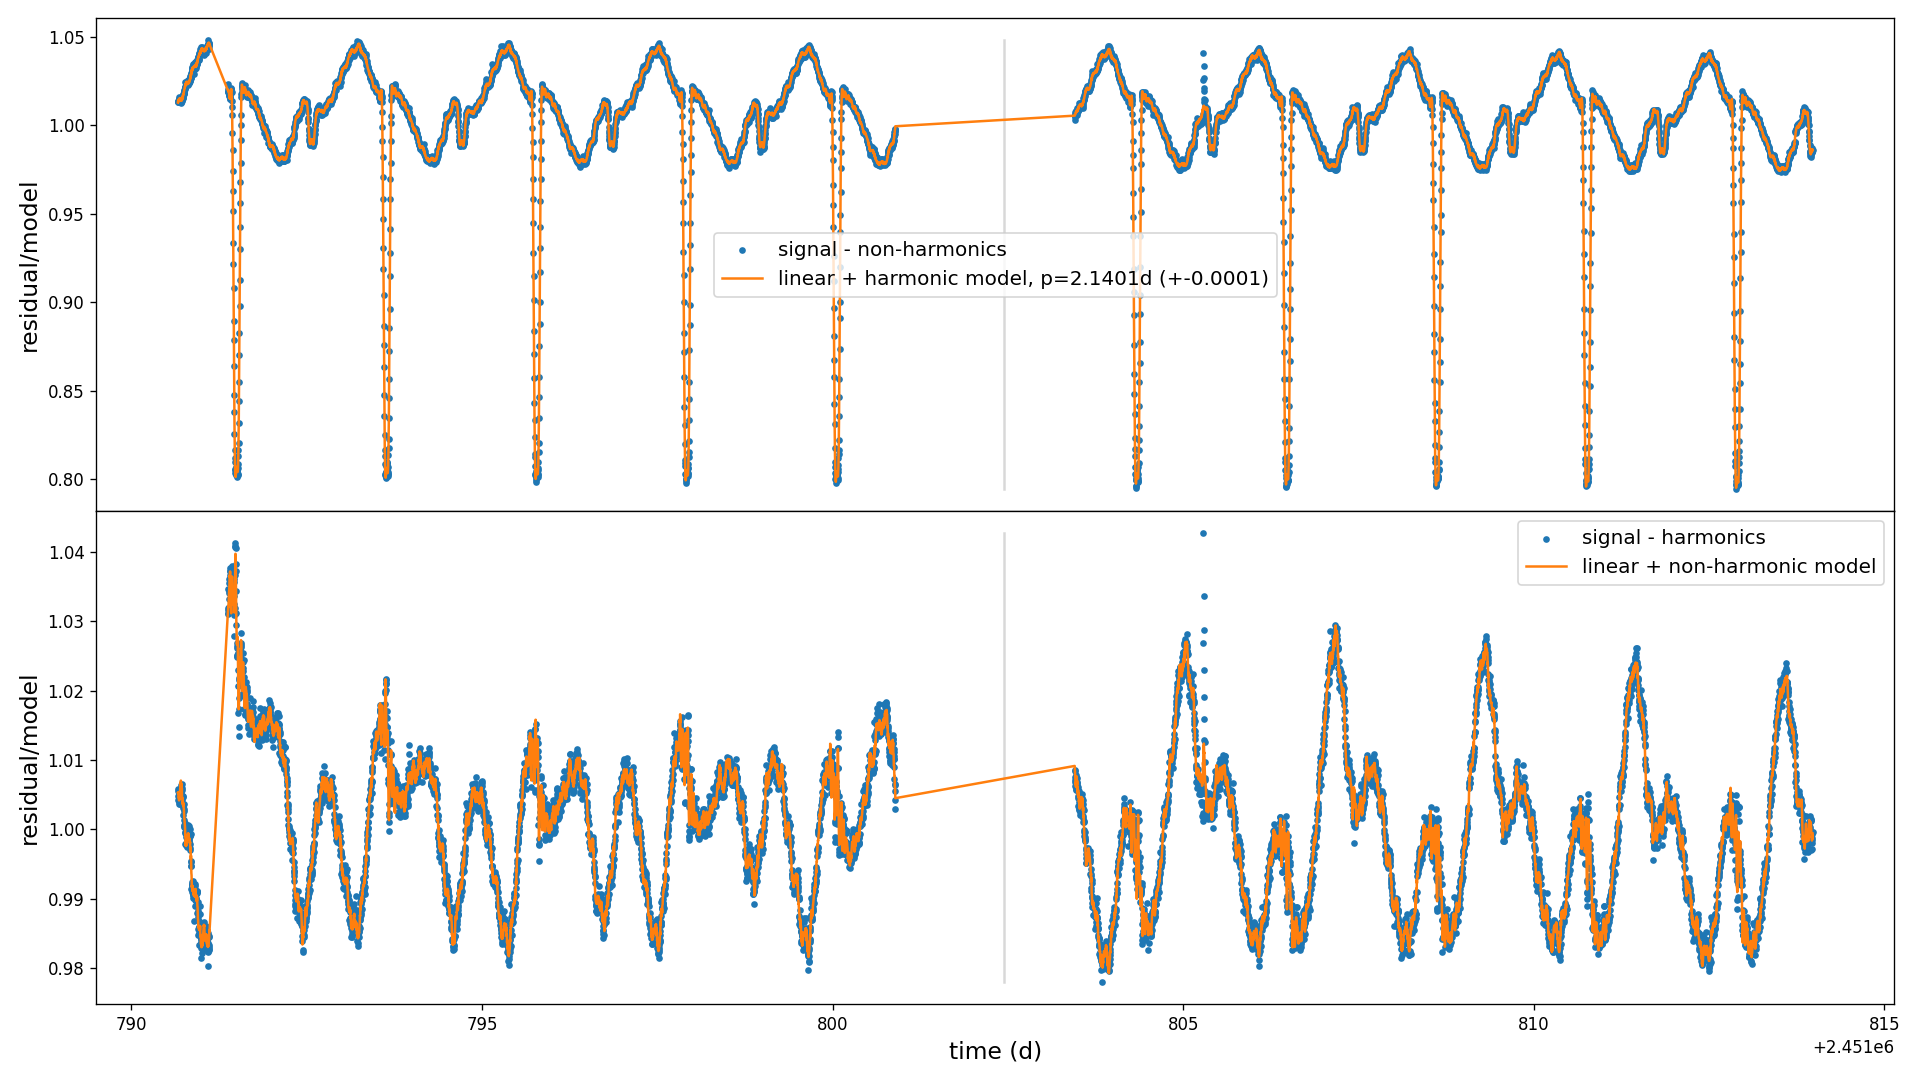 1.05
1.00
0.95
0.90
0.85
0.80
residual/model
signal - non-harmonics
linear + harmonic model, p=2.1401d (+-0.0001)
1.04
1.03
1.02
1.01
1.00
0.99
0.98
residual/model
signal - harmonics
linear + non-harmonic model
790 795 800 805 810 815
time (d)
+2.451e6